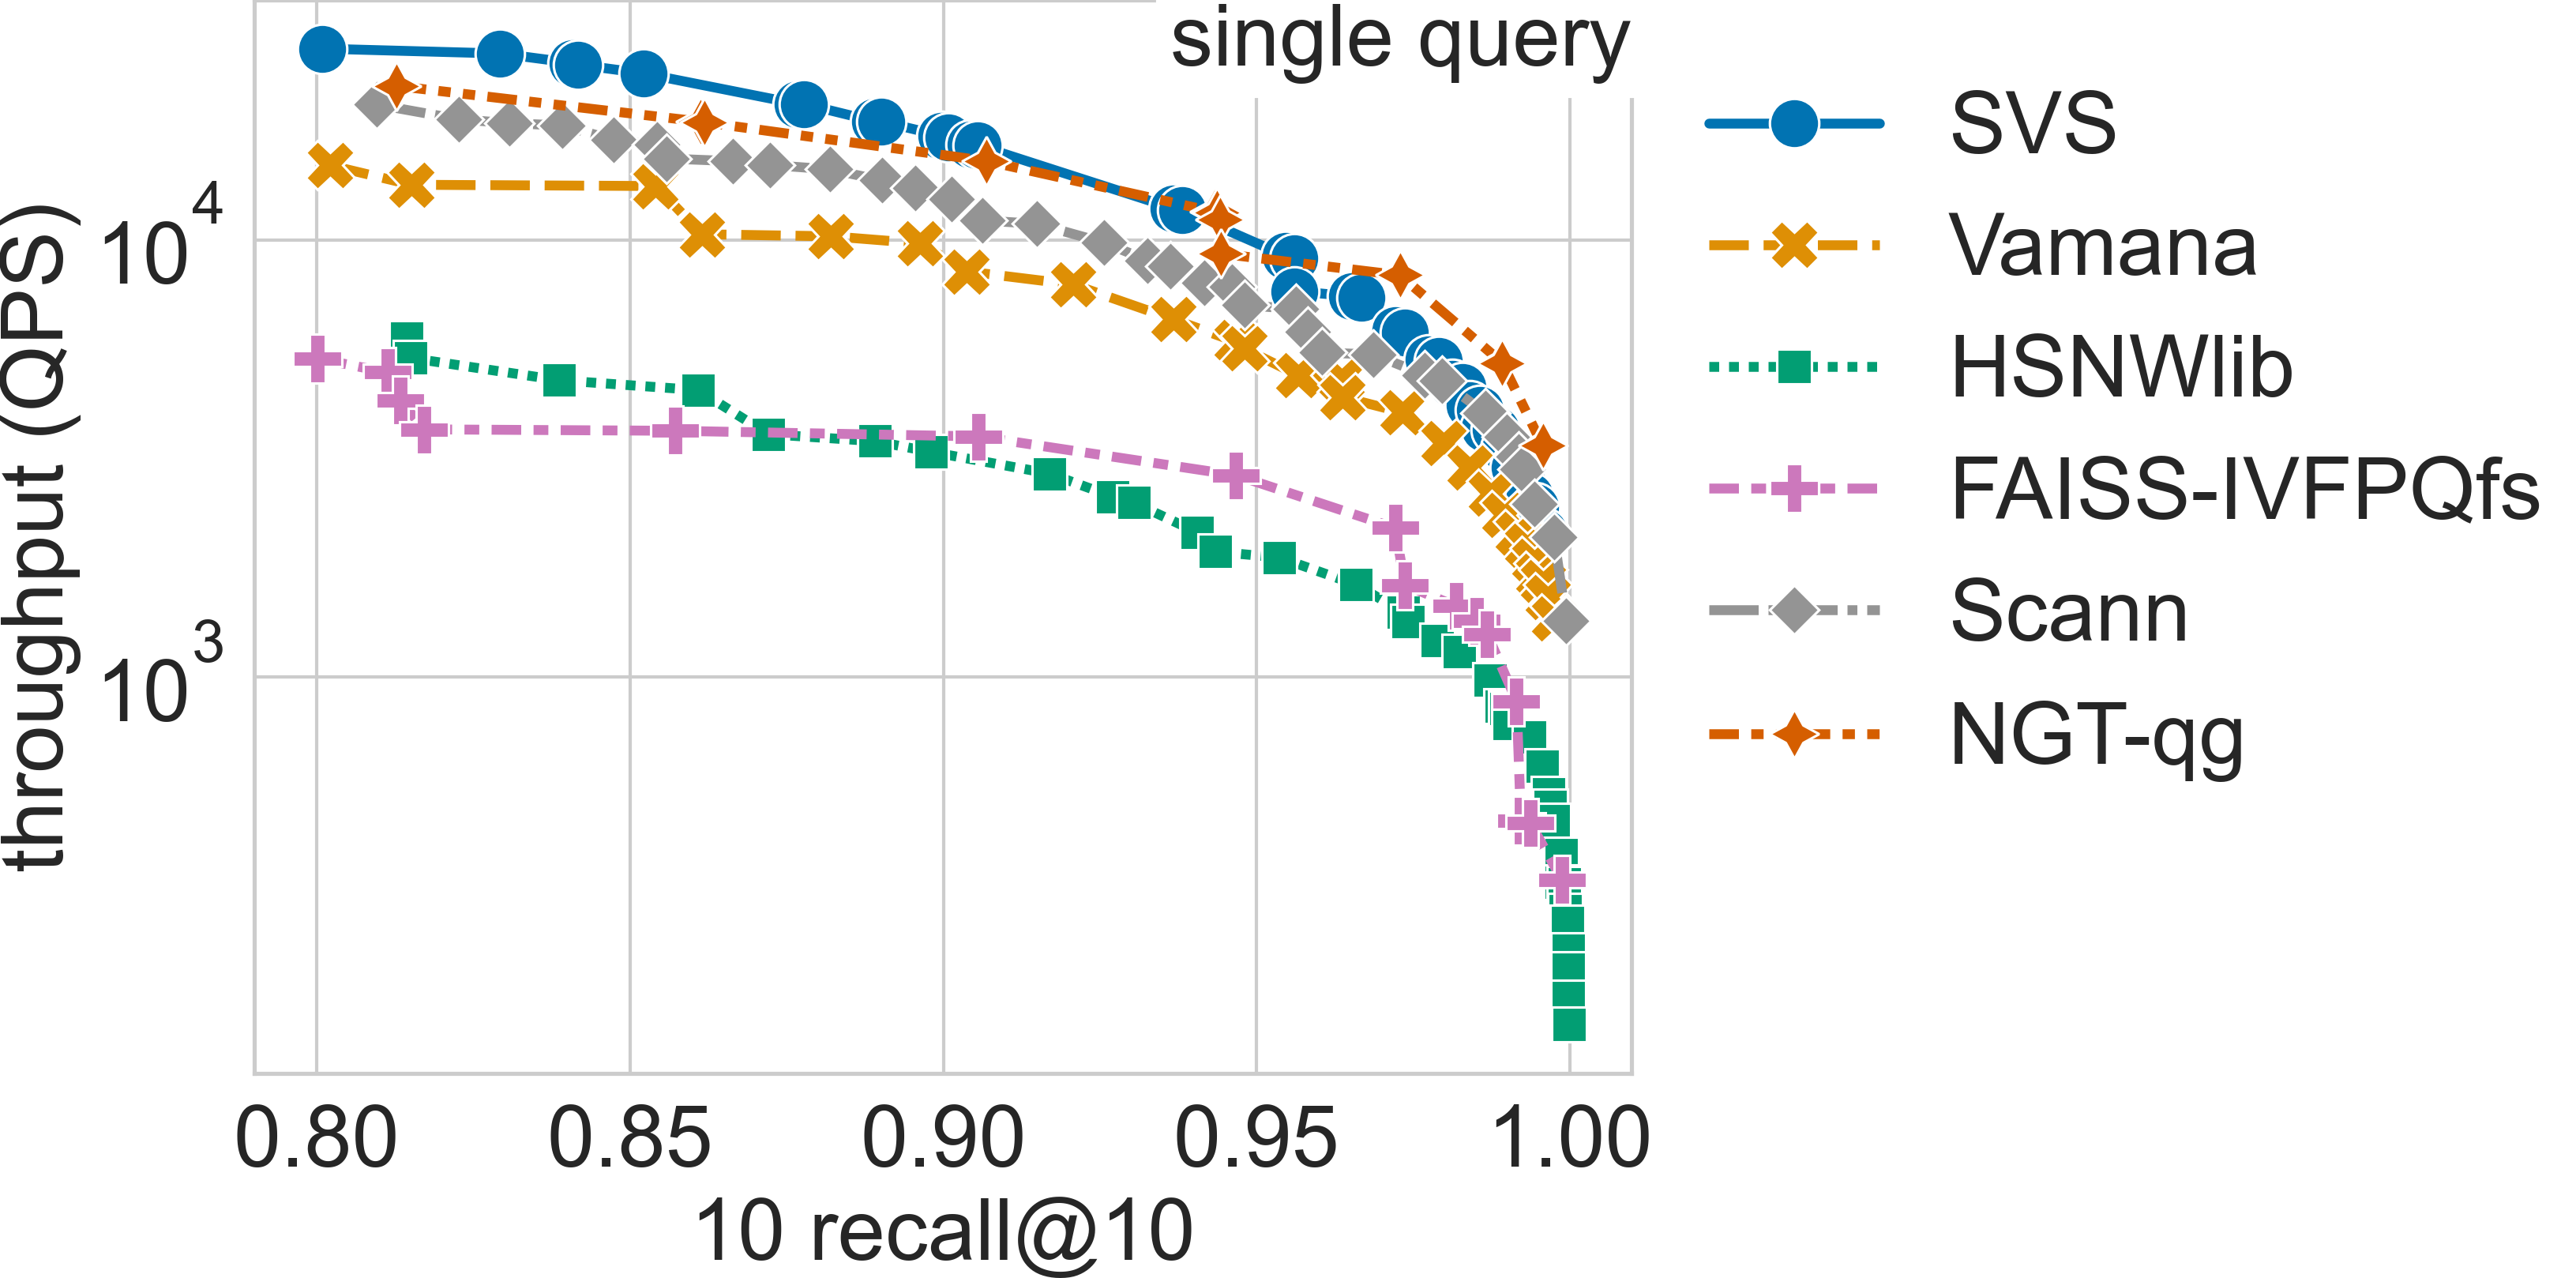 single query
throughput (QPS)
10^4
10^3
0.80 0.85 0.90 0.95 1.00
10 recall@10
SVS
Vamana
HSNWlib
FAISS-IVFPQfs
Scann
NGT-qg